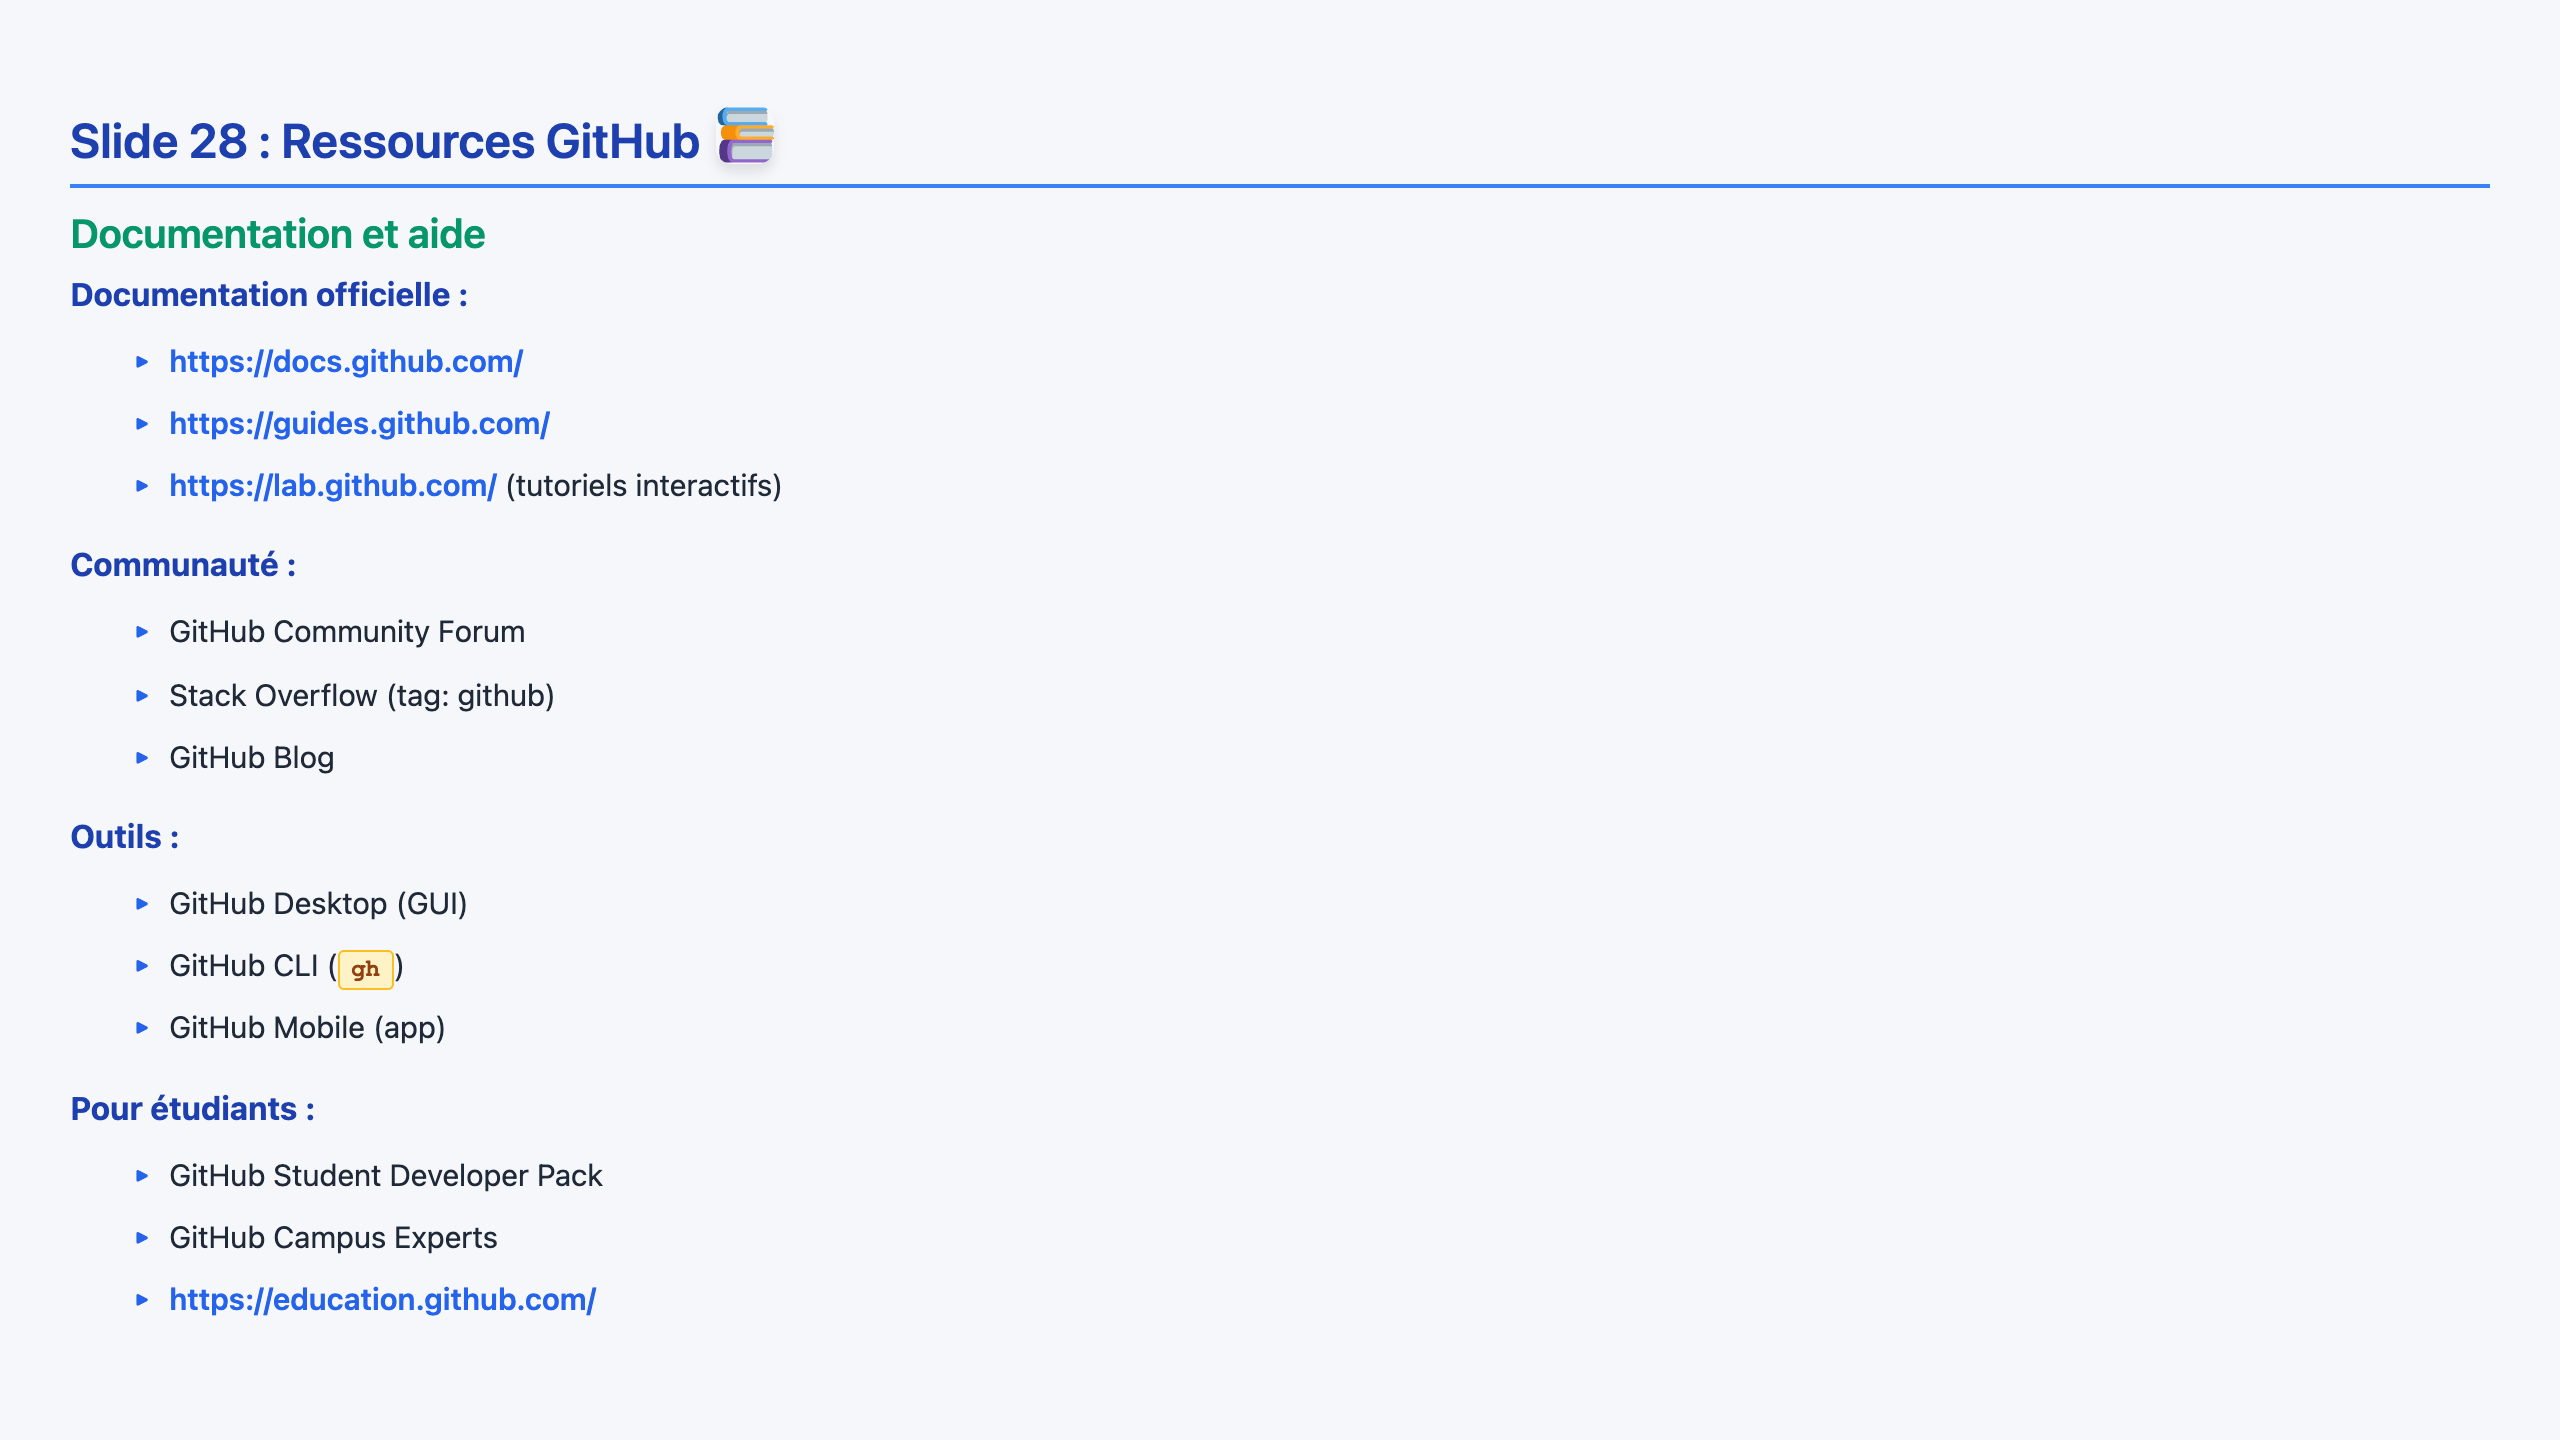 Slide 28 : Ressources GitHub
Documentation et aide
Documentation officielle :
https://docs.github.com/
https://guides.github.com/
https://lab.github.com/ (tutoriels interactifs)
Communauté :
GitHub Community Forum
Stack Overflow (tag: github)
GitHub Blog
Outils :
GitHub Desktop (GUI)
GitHub CLI (gh)
GitHub Mobile (app)
Pour étudiants :
GitHub Student Developer Pack
GitHub Campus Experts
https://education.github.com/